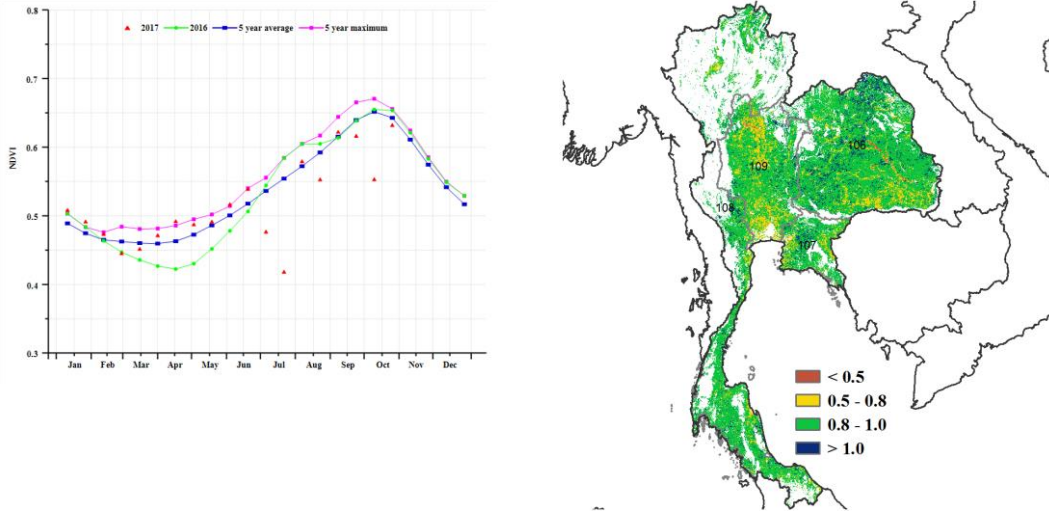 0.8
0.7
0.6
0.5
0.4
0.3
NDVI
2017 2016 5 year average 5 year maximum
Jan Feb Mar Apr May Jun Jul Aug Sep Oct Nov Dec
106
109
108
107
< 0.5
0.5 - 0.8
0.8 - 1.0
> 1.0